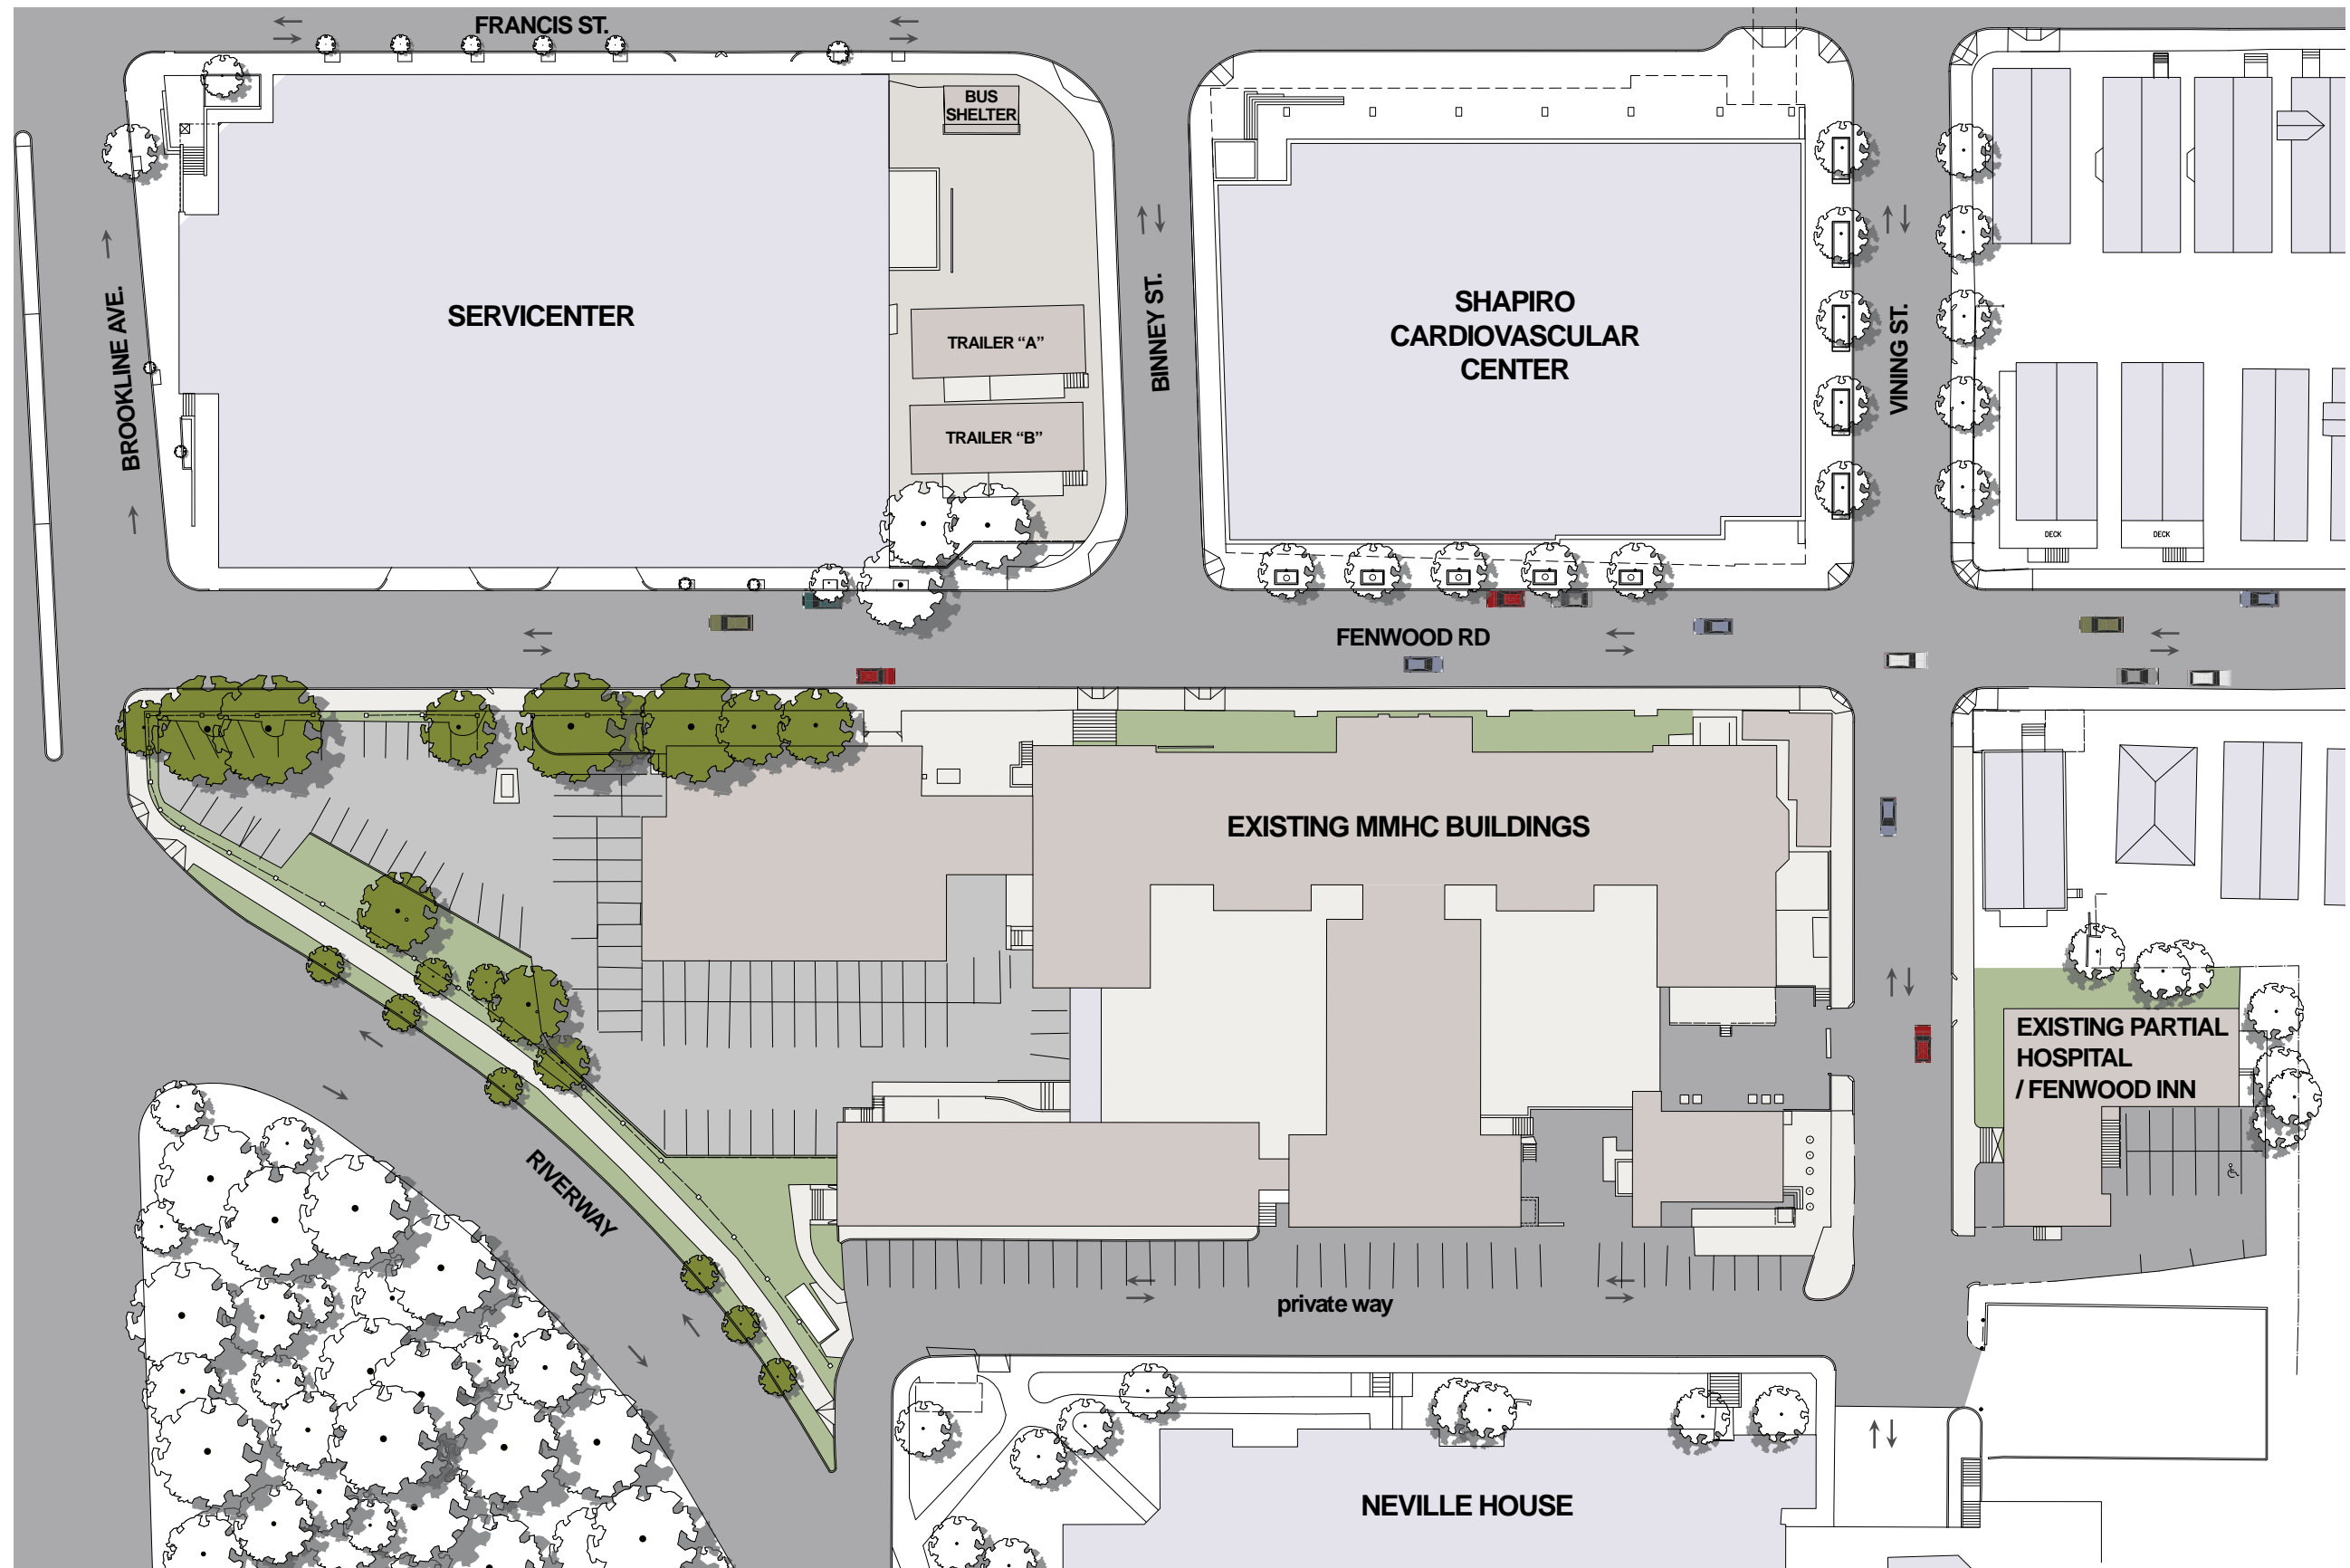 FRANCIS ST.
BUS
SHELTER
SERVICENTER
TRAILER “A”
TRAILER “B”
BROOKLINE AVE.
BINNEY ST.
SHAPIRO
CARDIOVASCULAR
CENTER
VINING ST.
DECK
DECK
FENWOOD RD
EXISTING MMHC BUILDINGS
EXISTING PARTIAL
HOSPITAL
/ FENWOOD INN
RIVERWAY
private way
NEVILLE HOUSE